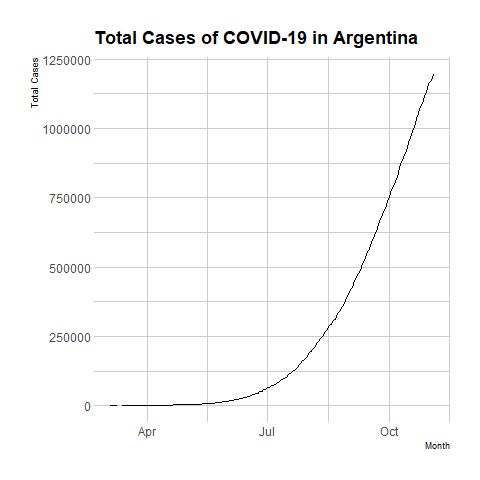 Total Cases of COVID-19 in Argentina
Total Cases
1250000
1000000
750000
500000
250000
0
Apr Jul Oct
Month